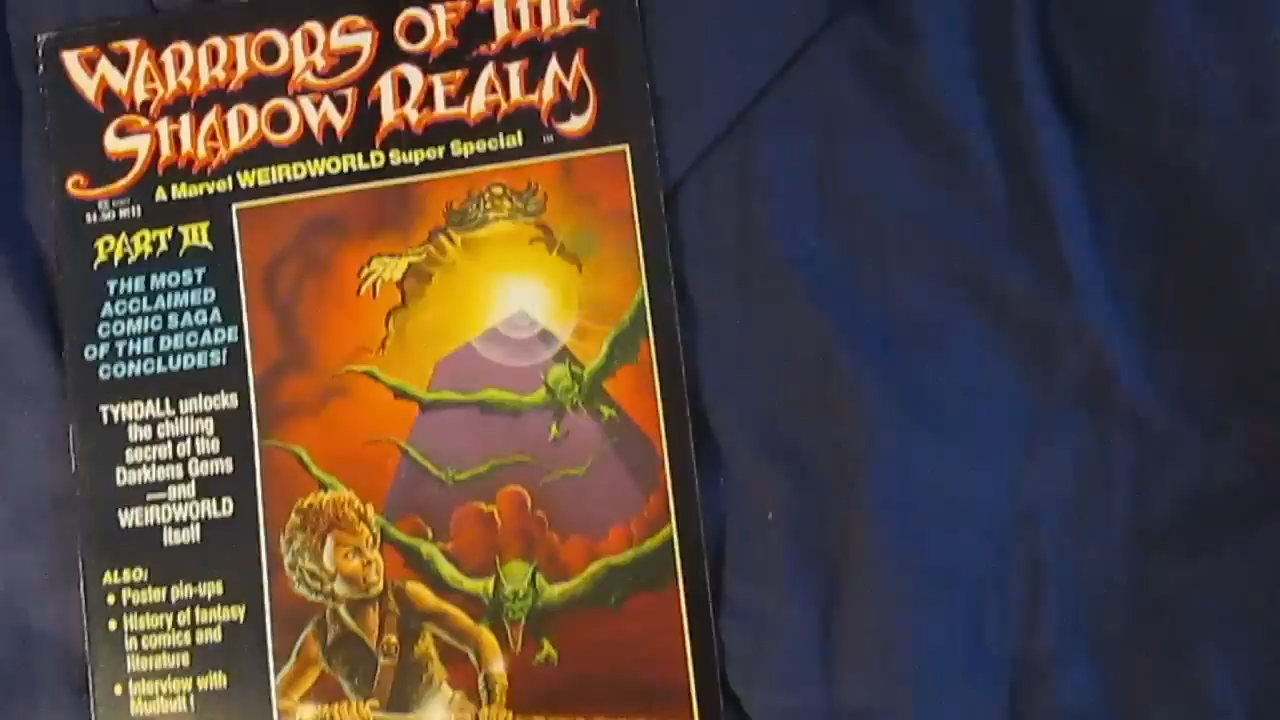 WARRIORS OF THE
SHADOW REALM
A Marvel WEIRDWORLD Super Special
TM
$1.50
PART III
THE MOST
ACCLAIMED
COMIC SAGA
OF THE DECADE
CONCLUDES!
TYNDALL unlocks
the chilling
secret of the
Darklens Gems
—and
WEIRDWORLD
itself
ALSO:
• Poster pin-ups
• History of fantasy
in comics and
literature
• Interview with
Mudbutt!